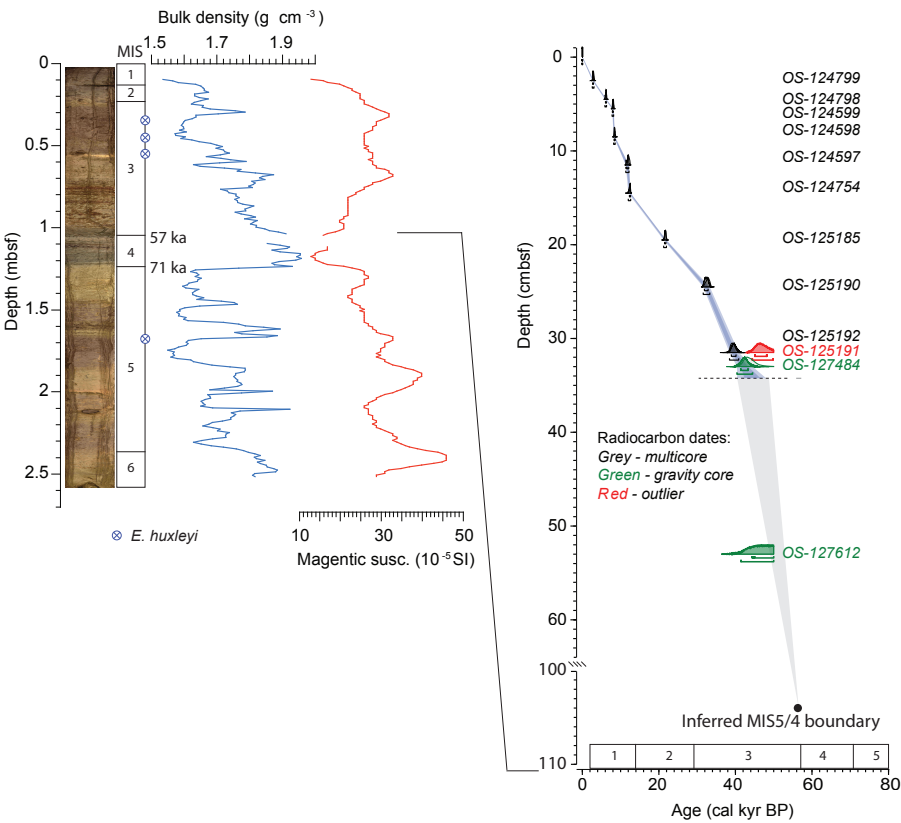 Bulk density (g cm -3)
1.5 1.7 1.9
MIS
0
1
2
0.5
3
1
57 ka
4
71 ka
1.5
5
2
6
2.5
Depth (mbsf)
E. huxleyi
10 30 50
Magentic susc. (10 -5 SI)
0
10
20
30
40
50
60
100
110
Depth (cmbsf)
OS-124799
OS-124798
OS-124599
OS-124598
OS-124597
OS-124754
OS-125185
OS-125190
OS-125192
OS-125191
OS-127484
Radiocarbon dates:
Grey - multicore
Green - gravity core
Red - outlier
OS-127612
Inferred MIS5/4 boundary
1 2 3 4 5
0 20 40 60 80
Age (cal kyr BP)